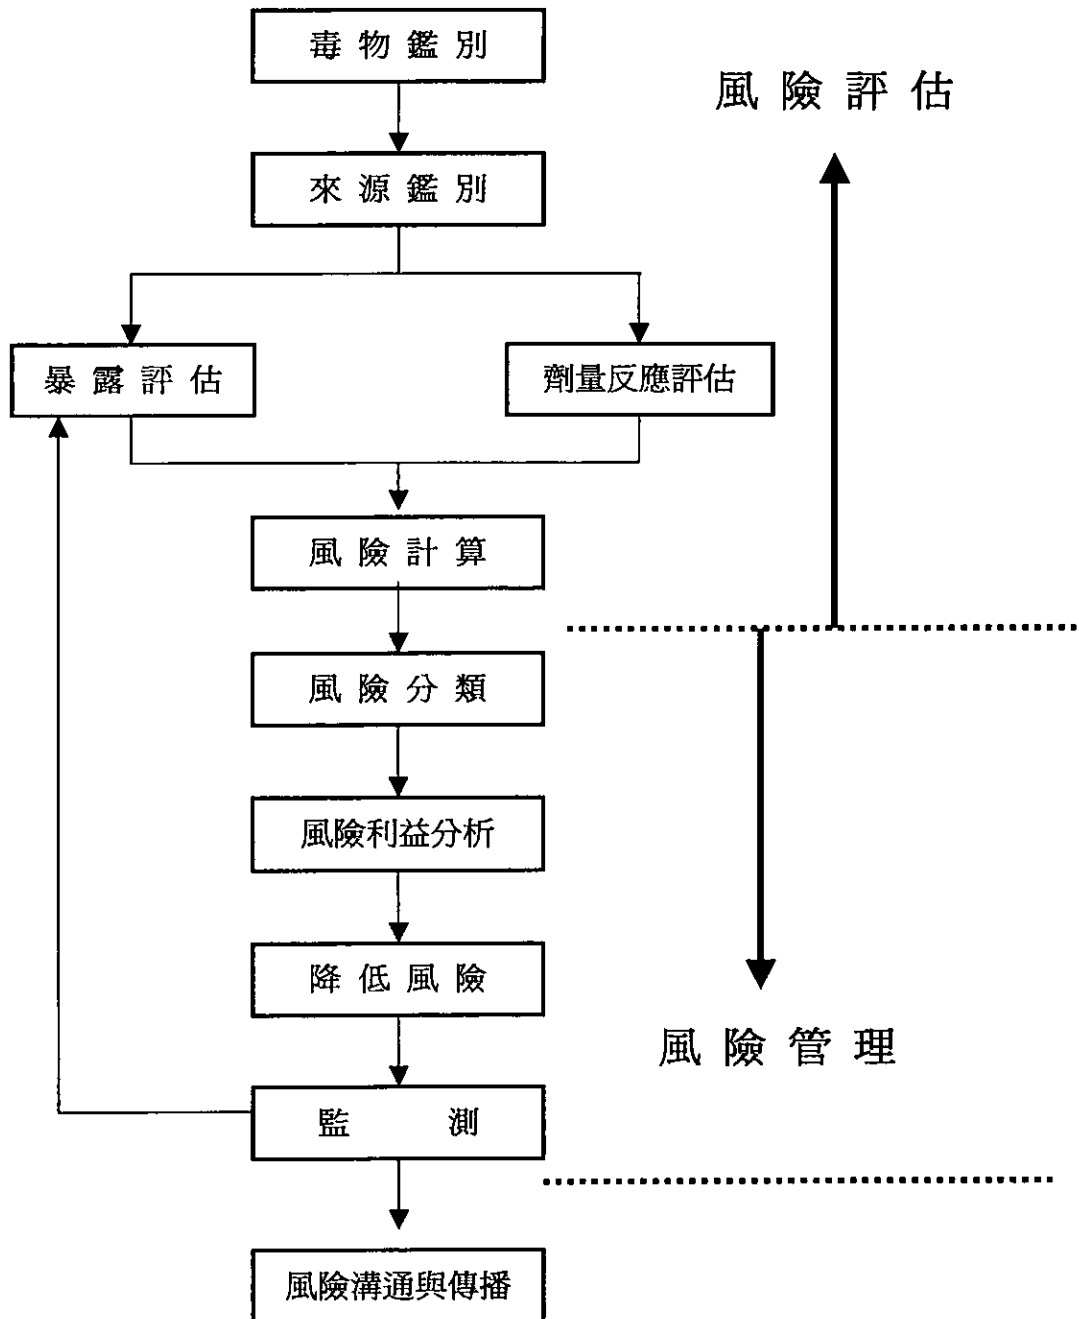 毒物鑑別
風險評估
來源鑑別
暴露評估
劑量反應評估
風險計算
風險分類
風險利益分析
降低風險
風險管理
監測
風險溝通與傳播